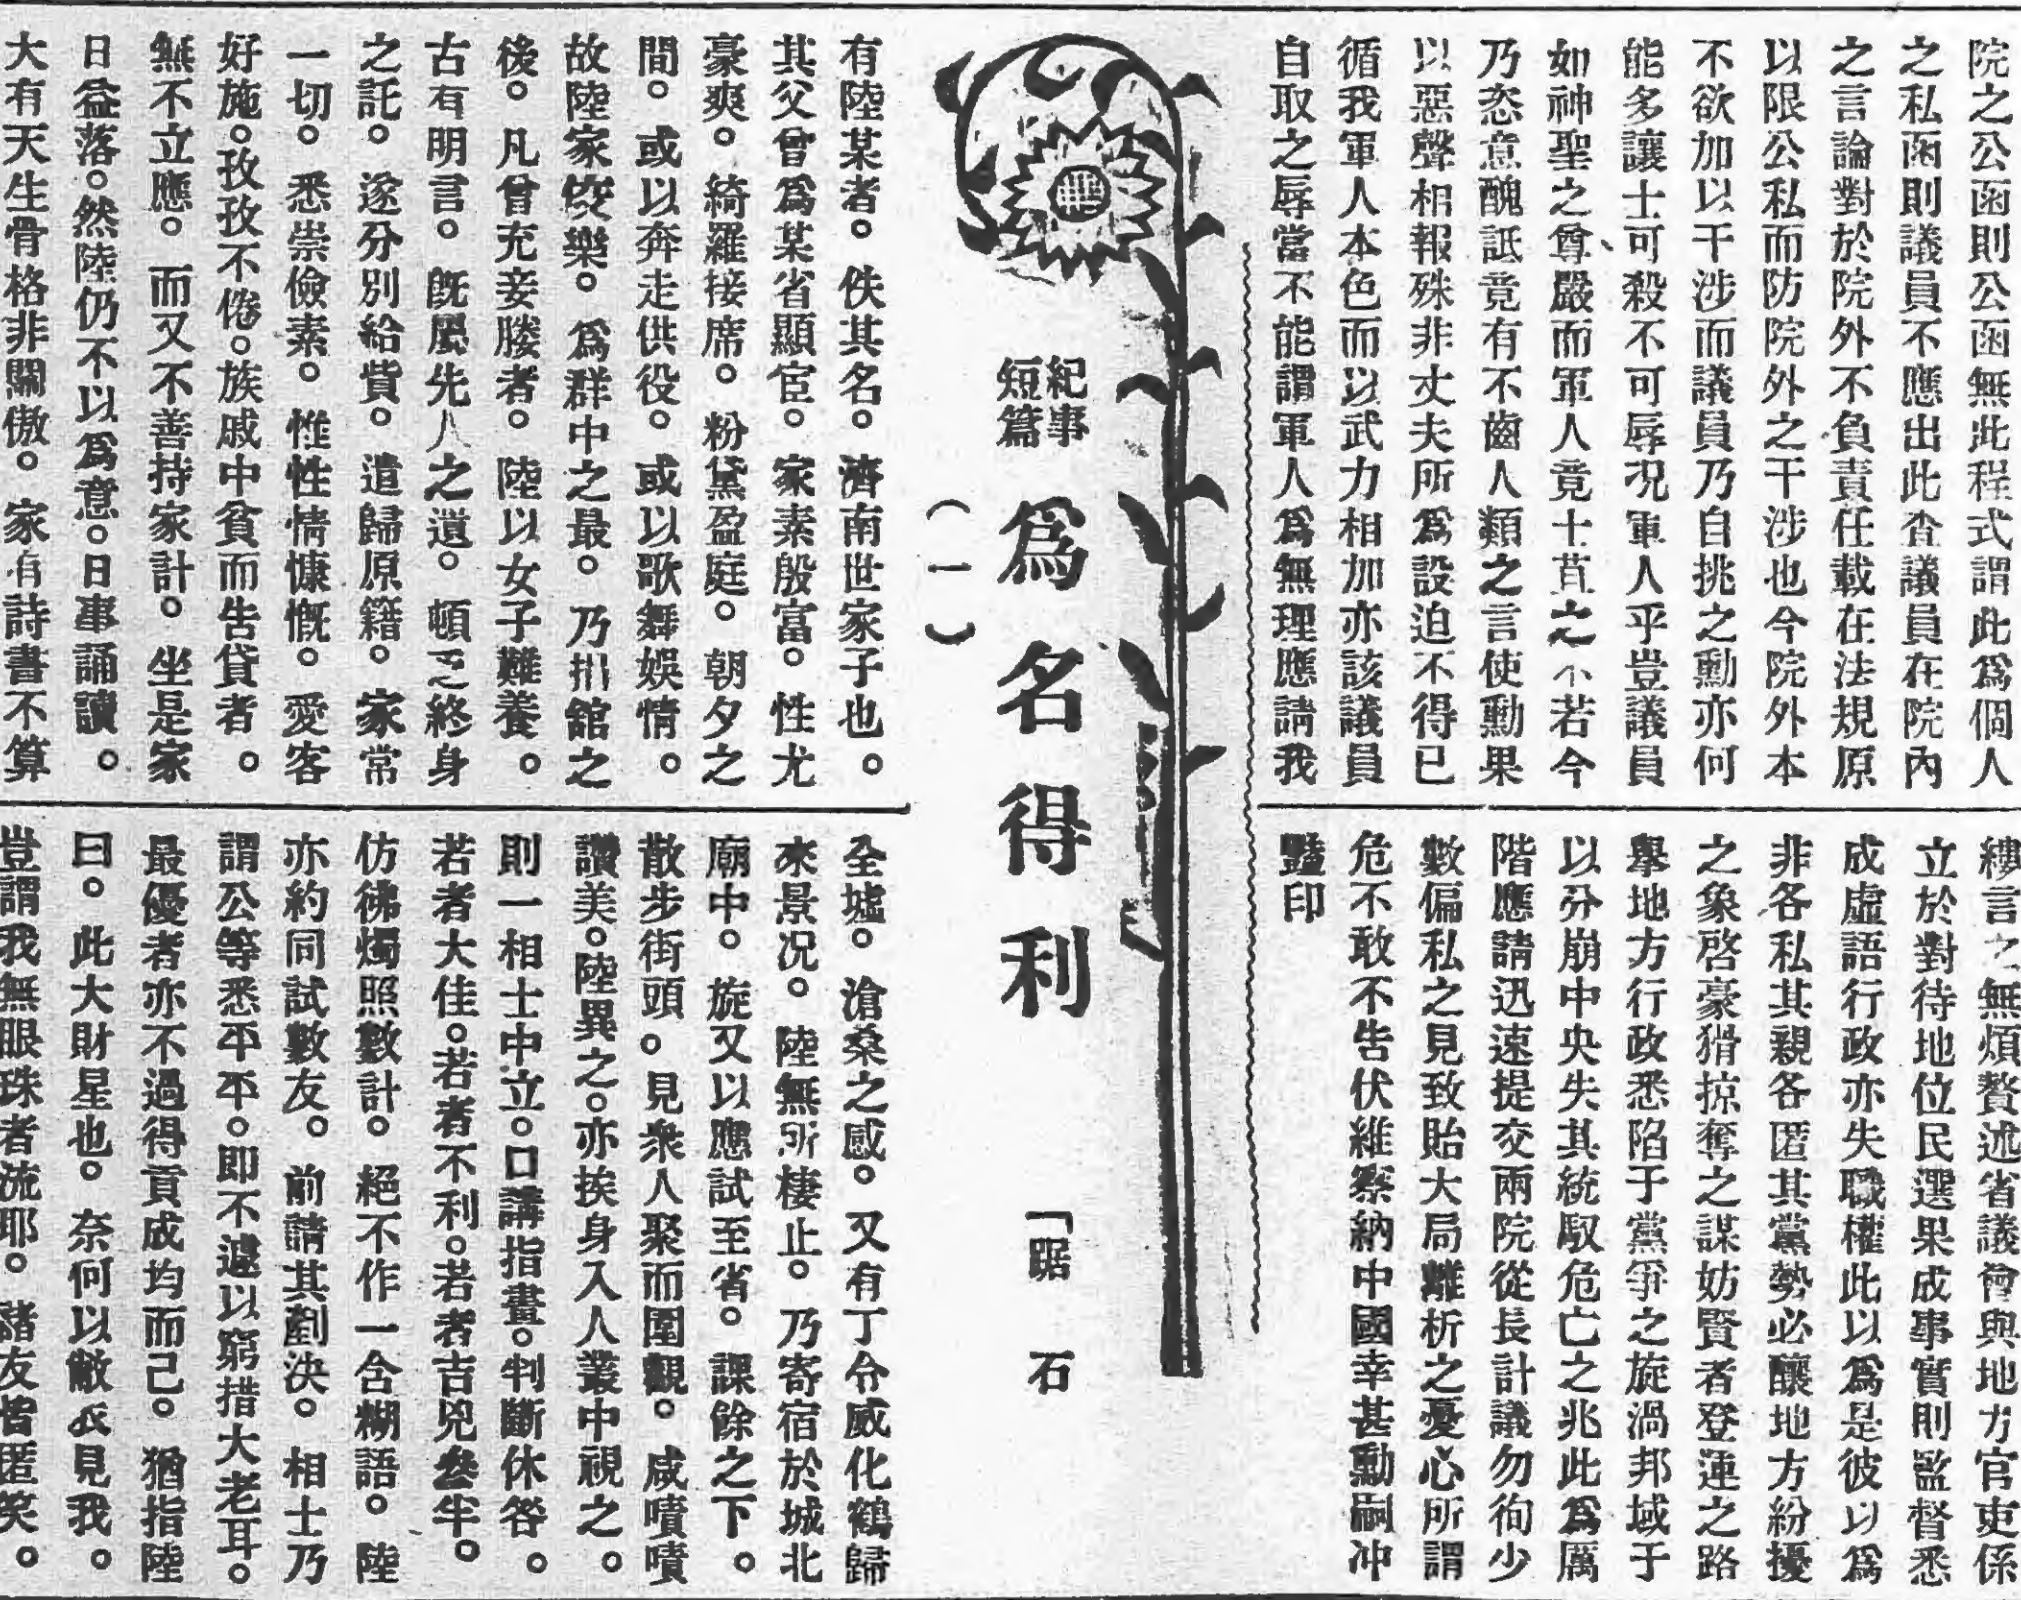 院之公函則公函無此程式謂此爲個人
之私函則議員不應出此查議員在院內
之言論對於院外不負責任載在法規原
以限公私而防院外之干涉也今院外本
不欲加以干涉而議員乃自挑之勳亦何
能多讓士可殺不可辱况軍人乎豈議員
如神聖之尊嚴而軍人竟土苴之不若今
乃恣意醜詆竟有不齒人類之言使勳果
以惡聲相報殊非丈夫所爲設迫不得已
循我軍人本色而以武力相加亦該議員
自取之辱當不能謂軍人爲無理應請我
縷言之無煩贅述省議會與地方官吏係
立於對待地位民選果成事實則監督悉
成虛語行政亦失職權此以爲是彼以爲
非各私其親各匿其黨勢必釀地方紛擾
之象啓豪猾掠奪之謀妨賢者登進之路
舉地方行政悉陷于黨爭之旋渦邦域于
以分崩中央失其統馭危亡之兆此爲厲
階應請迅速提交兩院從長計議勿徇少
數偏私之見致貽大局離析之憂心所謂
危不敢不告伏維察納中國幸甚勳嗣冲
豔印
紀事
短篇
爲名得利
（一）
「踞石
有陸某者。佚其名。濟南世家子也。
其父曾爲某省顯宦。家素殷富。性尤
豪爽。綺羅接席。粉黛盈庭。朝夕之
間。或以奔走供役。或以歌舞娛情。
故陸家突樂。爲群中之最。乃捐舘之
後。凡曾充妾媵者。陸以女子難養。
古有明言。旣屬先人之遺。頓乏終身
之託。遂分別給貲。遣歸原籍。家常
一切。悉崇儉素。惟性情慷慨。愛客
好施。孜孜不倦。族戚中貧而告貸者。
無不立應。而又不善持家計。坐是家
日益落。然陸仍不以爲意。日事誦讀。
大有天生骨格非關傲。家有詩書不算
全墟。滄桑之感。又有丁令威化鶴歸
來景况。陸無所棲止。乃寄宿於城北
廟中。旋又以應試至省。課餘之下。
散步街頭。見衆人聚而圍觀。咸嘖嘖
讚美。陸異之。亦挨身入人叢中視之。
則一相士中立。口講指畫。判斷休咎。
若者大佳。若者不利。若者吉兇參半。
仿彿燭照數計。絕不作一含糊語。陸
亦約同試數友。前請其劃決。相士乃
謂公等悉平平。即不遽以窮措大老耳。
最優者亦不過得貢成均而己。猶指陸
曰。此大財星也。奈何以敝衣見我。
豈謂我無眼珠者流耶。諸友皆匿笑。